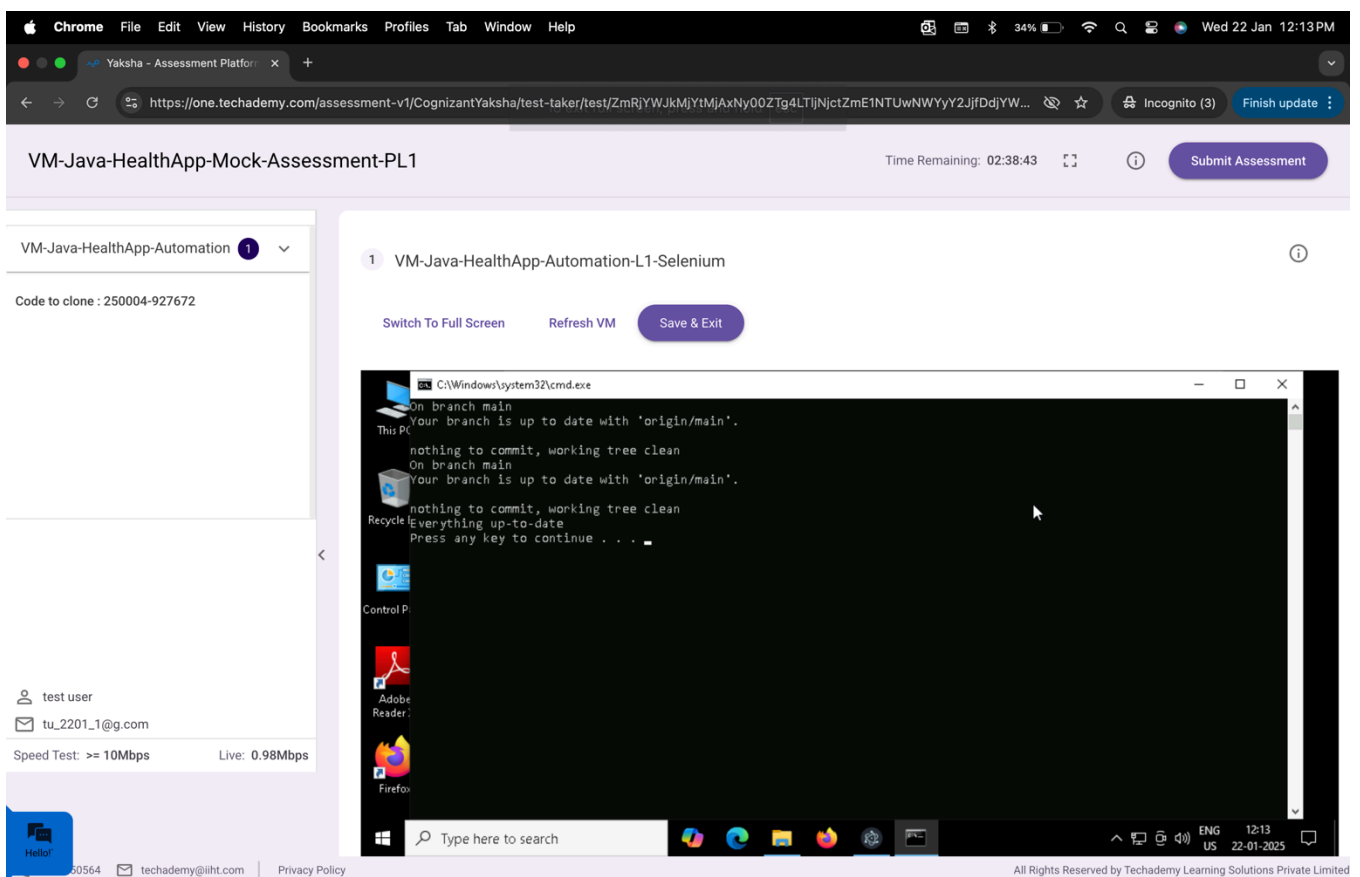 Chrome File Edit View History Bookmarks Profiles Tab Window Help 34% Wed 22 Jan 12:13 PM
Yaksha - Assessment Platform
https://one.techademy.com/assessment-v1/CognizantYaksha/test-taker/test/ZmRjYWJkMjYtMjAxNy00ZTg4LTljNjctZmE1NTUwNWYyY2JjfDdjYW... Incognito (3) Finish update
VM-Java-HealthApp-Mock-Assessment-PL1 Time Remaining: 02:38:43 Submit Assessment
VM-Java-HealthApp-Automation 1
1 VM-Java-HealthApp-Automation-L1-Selenium
Code to clone : 250004-927672
Switch To Full Screen Refresh VM Save & Exit
C:\Windows\system32\cmd.exe
On branch main
Your branch is up to date with 'origin/main'.
This PC
nothing to commit, working tree clean
On branch main
Your branch is up to date with 'origin/main'.
nothing to commit, working tree clean
Recycle
Everything up-to-date
Press any key to continue . . .
Control P
Adobe
Reader
Firefox
test user
tu_2201_1@g.com
Speed Test: >= 10Mbps Live: 0.98Mbps
Type here to search
ENG 12:13
US 22-01-2025
Hello!
50564 techademy@iiht.com Privacy Policy All Rights Reserved by Techademy Learning Solutions Private Limited